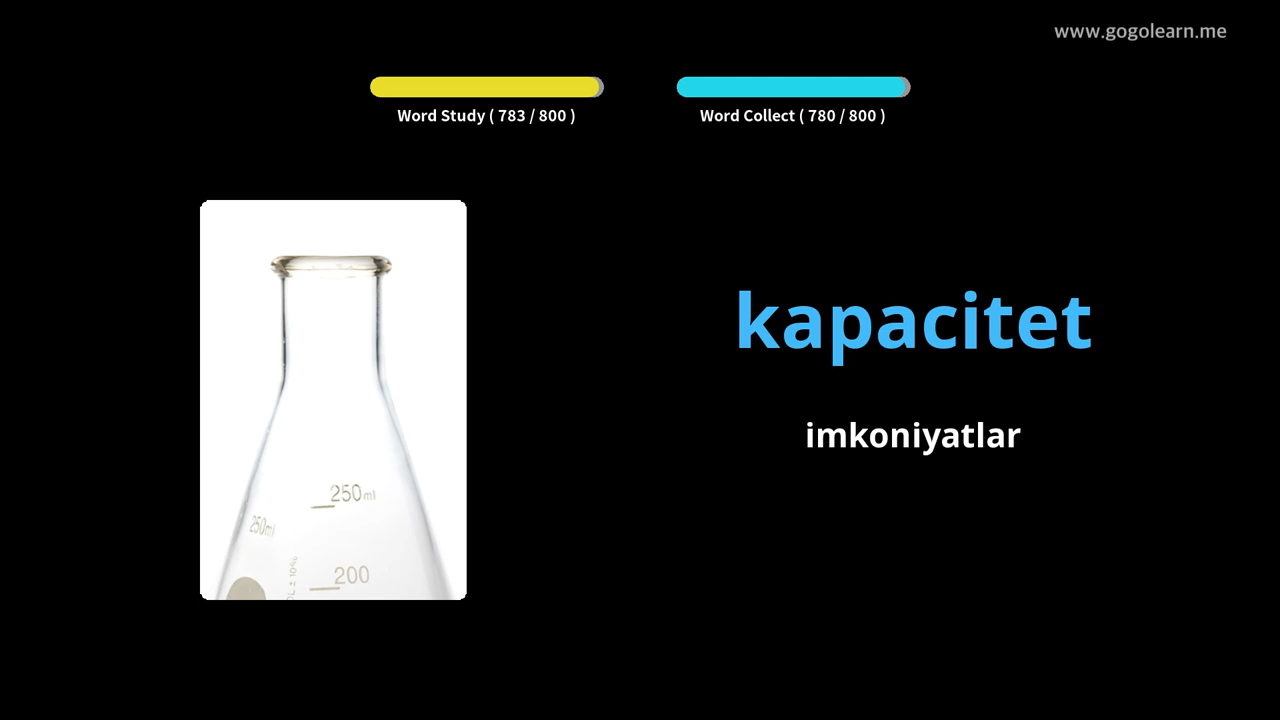 www.gogolearn.me
Word Study ( 783 / 800 )
Word Collect ( 780 / 800 )
kapacitet
imkoniyatlar
250ml
250ml
200